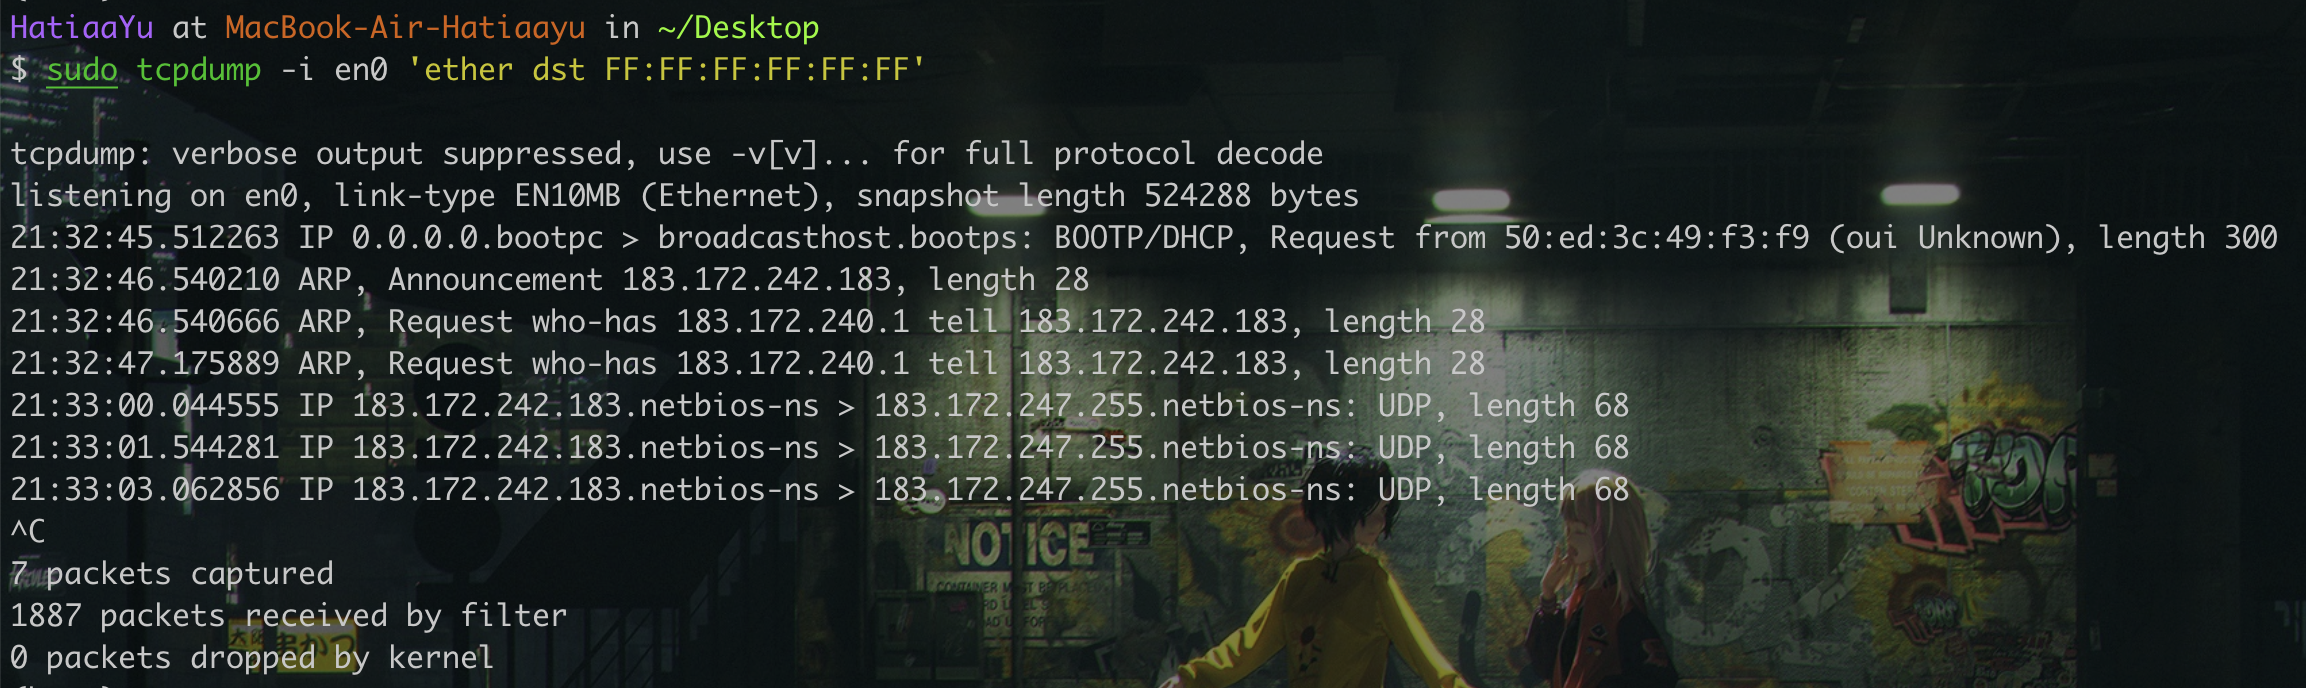 HatiaaYu at MacBook-Air-Hatiaayu in ~/Desktop
$ sudo tcpdump -i en0 'ether dst FF:FF:FF:FF:FF:FF'
tcpdump: verbose output suppressed, use -v[v]... for full protocol decode
listening on en0, link-type EN10MB (Ethernet), snapshot length 524288 bytes
21:32:45.512263 IP 0.0.0.0.bootpc > broadcasthost.bootps: BOOTP/DHCP, Request from 50:ed:3c:49:f3:f9 (oui Unknown), length 300
21:32:46.540210 ARP, Announcement 183.172.242.183, length 28
21:32:46.540666 ARP, Request who-has 183.172.240.1 tell 183.172.242.183, length 28
21:32:47.175889 ARP, Request who-has 183.172.240.1 tell 183.172.242.183, length 28
21:33:00.044555 IP 183.172.242.183.netbios-ns > 183.172.247.255.netbios-ns: UDP, length 68
21:33:01.544281 IP 183.172.242.183.netbios-ns > 183.172.247.255.netbios-ns: UDP, length 68
21:33:03.062856 IP 183.172.242.183.netbios-ns > 183.172.247.255.netbios-ns: UDP, length 68
^C
7 packets captured
1887 packets received by filter
0 packets dropped by kernel
NOTICE
CONTAINER MUST BE
大阪
串かつ